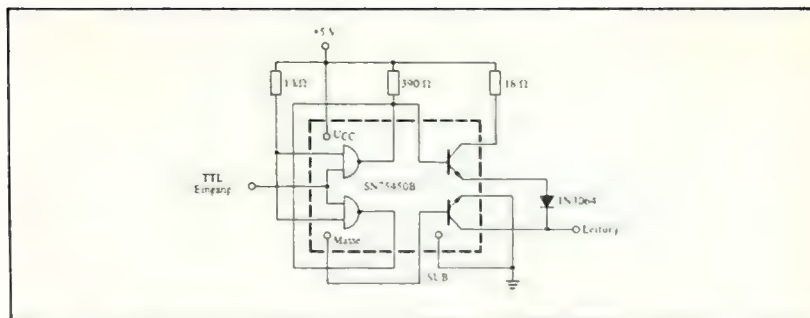 +5 V
1 kΩ
390 Ω
18 Ω
UCC
TTL
Eingang
SN75450B
1N3064
Masse
Leitung
SUB